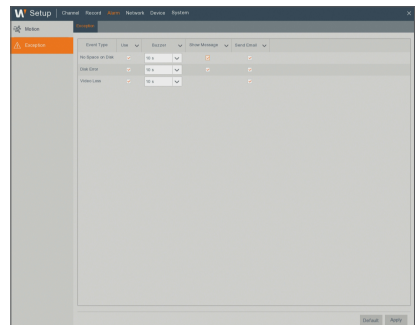 Setup Channel Record Alarm Network Device System
Motion
Exception
Exception
Event Type Use Buzzer Show Message Send Email
No Space on Disk 10 s
Disk Error 10 s
Video Loss 10 s
Default Apply